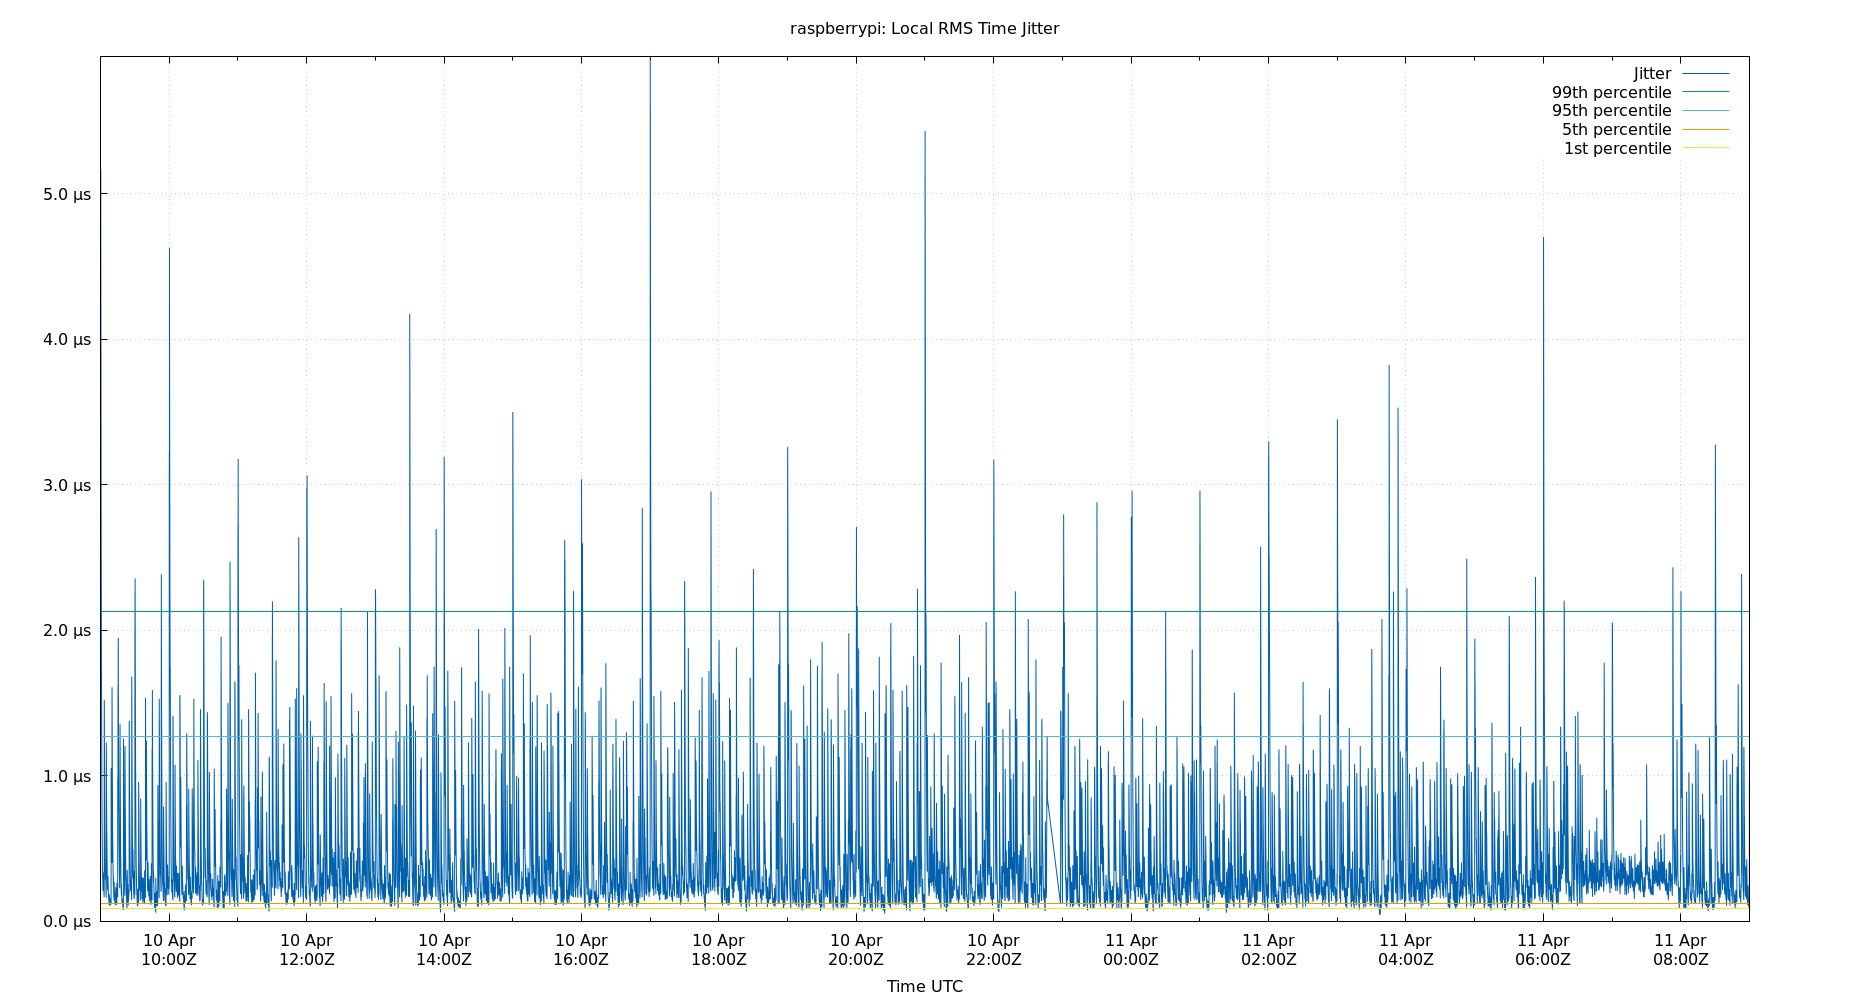 raspberrypi: Local RMS Time Jitter
Jitter
99th percentile
95th percentile
5th percentile
1st percentile
5.0 µs
4.0 µs
3.0 µs
2.0 µs
1.0 µs
0.0 µs
10 Apr 10 Apr 10 Apr 10 Apr 10 Apr 10 Apr 10 Apr 11 Apr 11 Apr 11 Apr 11 Apr 11 Apr
10:00Z 12:00Z 14:00Z 16:00Z 18:00Z 20:00Z 22:00Z 00:00Z 02:00Z 04:00Z 06:00Z 08:00Z
Time UTC